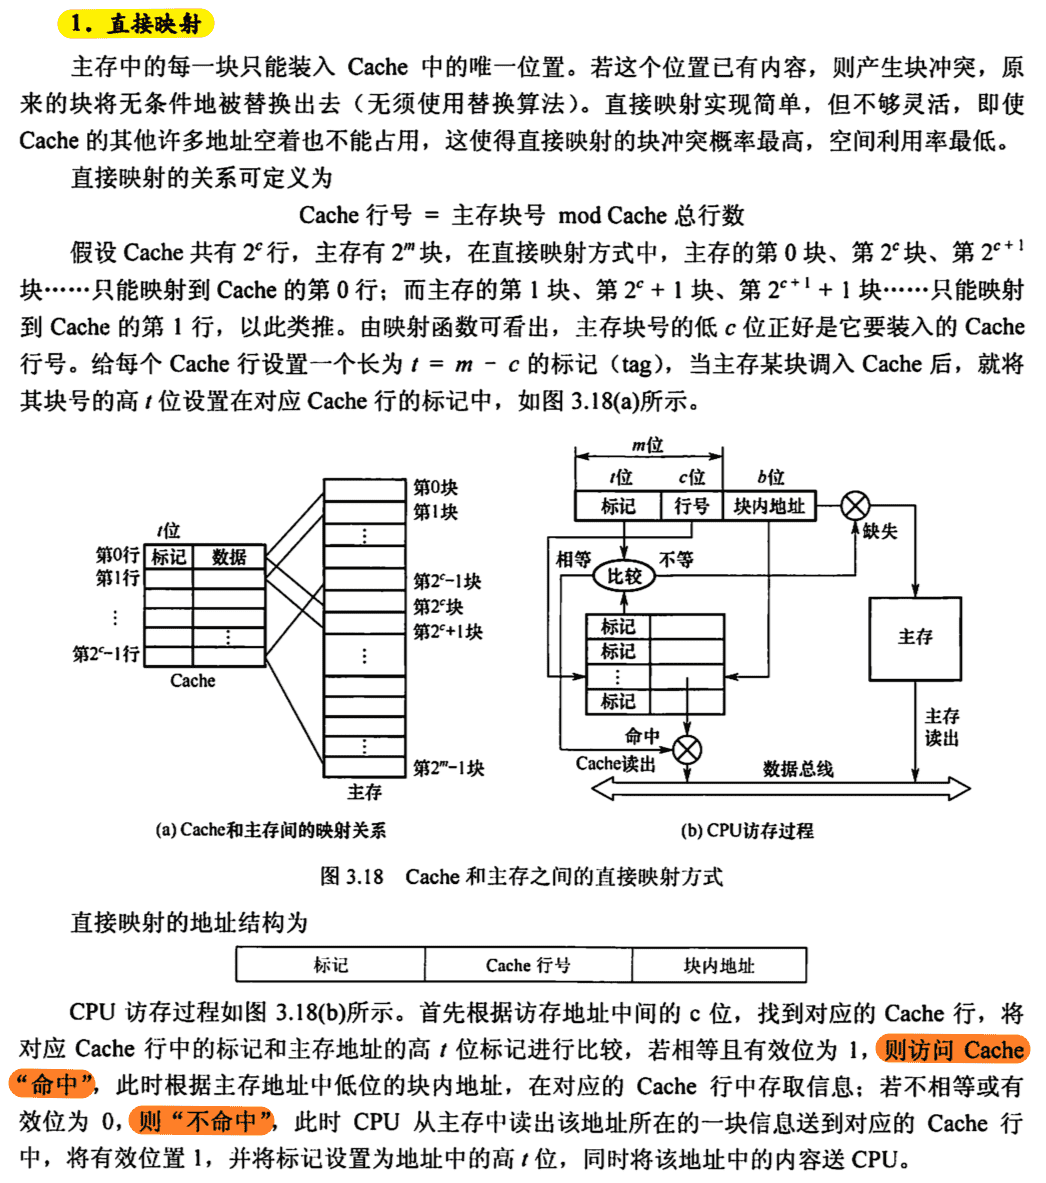 1. 直接映射
主存中的每一块只能装入 Cache 中的唯一位置。若这个位置已有内容，则产生块冲突，原
来的块将无条件地被替换出去（无须使用替换算法）。直接映射实现简单，但不够灵活，即使
Cache 的其他许多地址空着也不能占用，这使得直接映射的块冲突概率最高，空间利用率最低。
直接映射的关系可定义为
Cache 行号 = 主存块号 mod Cache 总行数
假设 Cache 共有 2ᶜ 行，主存有 2ᵐ 块，在直接映射方式中，主存的第 0 块、第 2ᶜ 块、第 2ᶜ⁺¹
块……只能映射到 Cache 的第 0 行；而主存的第 1 块、第 2ᶜ + 1 块、第 2ᶜ⁺¹ + 1 块……只能映射
到 Cache 的第 1 行，以此类推。由映射函数可看出，主存块号的低 c 位正好是它要装入的 Cache
行号。给每个 Cache 行设置一个长为 t = m − c 的标记（tag），当主存某块调入 Cache 后，就将
其块号的高 t 位设置在对应 Cache 行的标记中，如图 3.18(a)所示。
t位
标记 数据
第0行
第1行
⋮
第2ᶜ−1行
Cache
第0块
第1块
第2ᶜ−1块
第2ᶜ块
第2ᶜ+1块
第2ᵐ−1块
主存
(a) Cache和主存间的映射关系
m位
t位 c位 b位
标记 行号 块内地址
缺失
相等 比较 不等
标记
标记
⋮
标记
主存
命中
Cache读出
主存
读出
数据总线
(b) CPU访存过程
图 3.18 Cache 和主存之间的直接映射方式
直接映射的地址结构为
标记 Cache 行号 块内地址
CPU 访存过程如图 3.18(b)所示。首先根据访存地址中间的 c 位，找到对应的 Cache 行，将
对应 Cache 行中的标记和主存地址的高 t 位标记进行比较，若相等且有效位为 1，则访问 Cache
“命中”，此时根据主存地址中低位的块内地址，在对应的 Cache 行中存取信息；若不相等或有
效位为 0，则“不命中”，此时 CPU 从主存中读出该地址所在的一块信息送到对应的 Cache 行
中，将有效位置 1，并将标记设置为地址中的高 t 位，同时将该地址中的内容送 CPU。